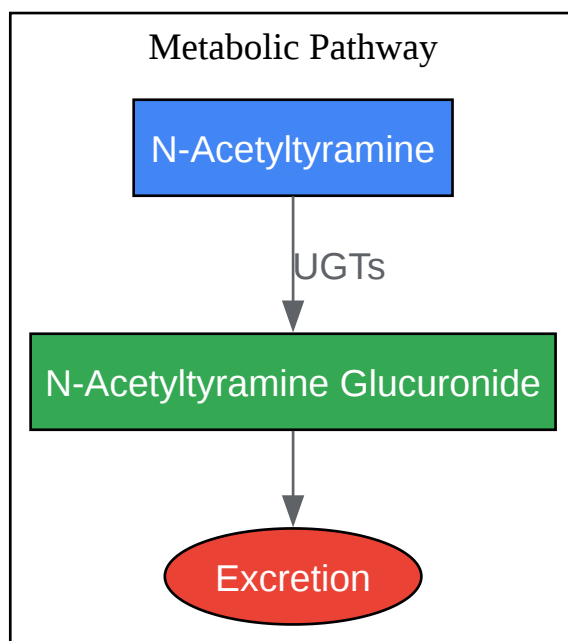 Metabolic Pathway
N-Acetyltyramine
UGTs
N-Acetyltyramine Glucuronide
Excretion